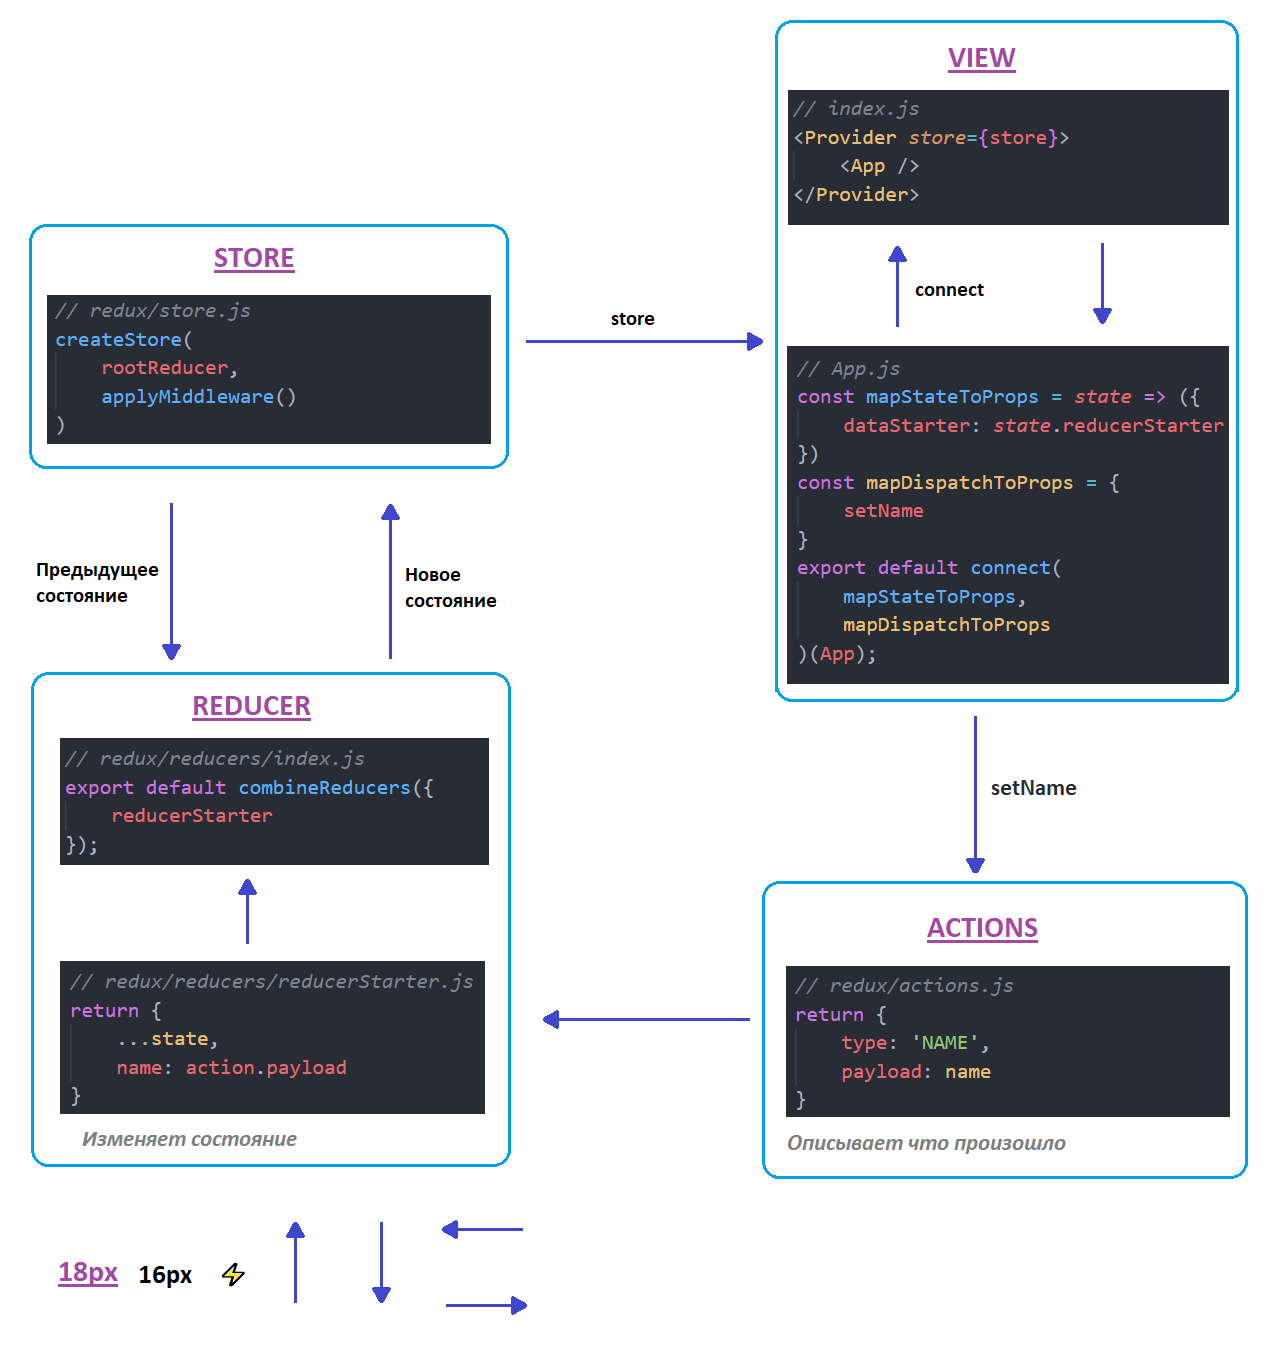 STORE
// redux/store.js
createStore(
    rootReducer,
    applyMiddleware()
)
store
VIEW
// index.js
<Provider store={store}>
    <App />
</Provider>
connect
// App.js
const mapStateToProps = state => ({
    dataStarter: state.reducerStarter
})
const mapDispatchToProps = {
    setName
}
export default connect(
    mapStateToProps,
    mapDispatchToProps
)(App);
setName
Предыдущее
состояние
Новое
состояние
REDUCER
// redux/reducers/index.js
export default combineReducers({
    reducerStarter
});
// redux/reducers/reducerStarter.js
return {
    ...state,
    name: action.payload
}
Изменяет состояние
ACTIONS
// redux/actions.js
return {
    type: 'NAME',
    payload: name
}
Описывает что произошло
18px 16px ⚡